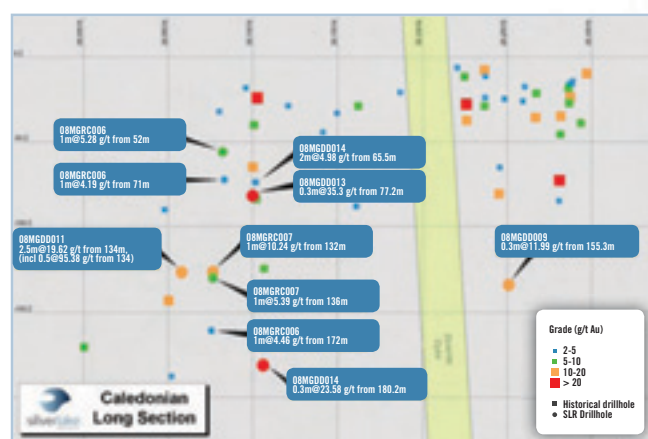 08MGRC006
1m@5.28 g/t from 52m
08MGRC006
1m@4.19 g/t from 71m
08MGDD014
2m@4.98 g/t from 65.5m
08MGDD013
0.3m@35.3 g/t from 77.2m
08MGDD011
2.5m@19.62 g/t from 134m,
(incl 0.5@95.38 g/t from 134)
08MGRC007
1m@10.24 g/t from 132m
08MGDD009
0.3m@11.99 g/t from 155.3m
08MGRC007
1m@5.39 g/t from 136m
08MGRC006
1m@4.46 g/t from 172m
08MGDD014
0.3m@23.58 g/t from 180.2m
Grade (g/t Au)
2-5
5-10
10-20
> 20
Historical drillhole
SLR Drillhole
silverlake
Caledonian
Long Section